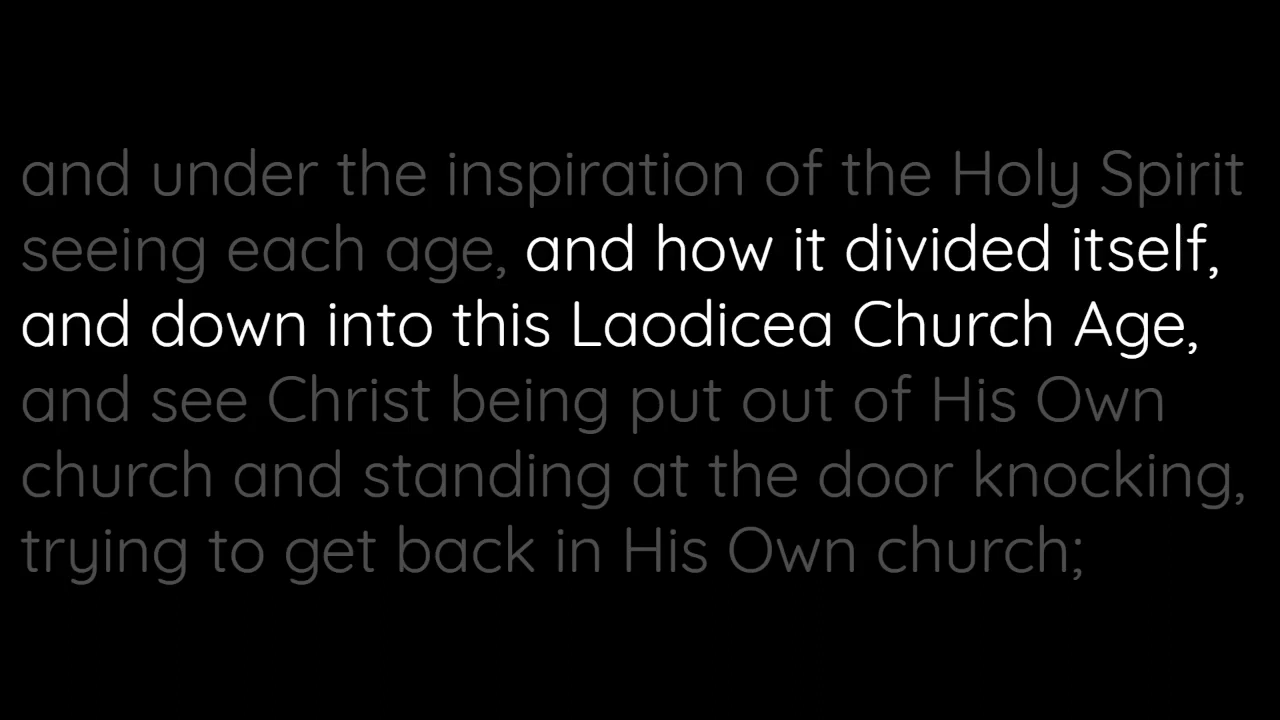 and under the inspiration of the Holy Spirit
seeing each age, and how it divided itself,
and down into this Laodicea Church Age,
and see Christ being put out of His Own
church and standing at the door knocking,
trying to get back in His Own church;